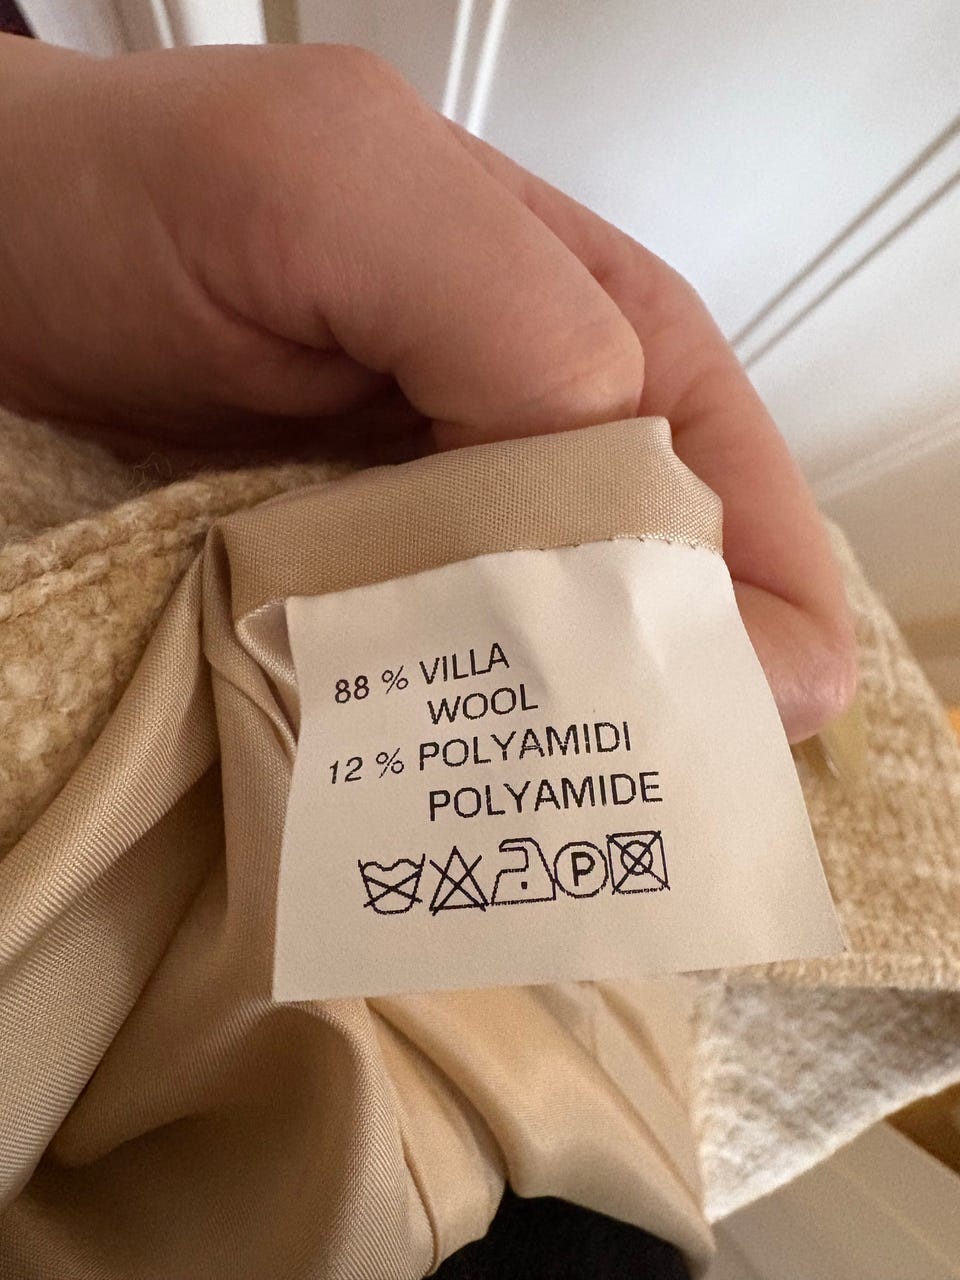 88 % VILLA
WOOL
12 % POLYAMIDI
POLYAMIDE
P